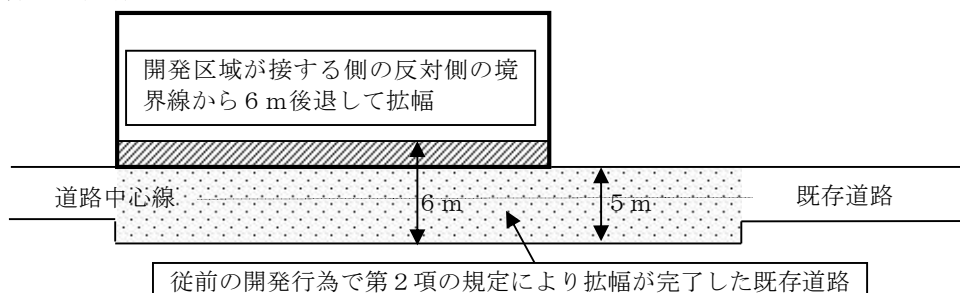 開発区域が接する側の反対側の境
界線から6m後退して拡幅
道路中心線
6m
5m
既存道路
従前の開発行為で第2項の規定により拡幅が完了した既存道路